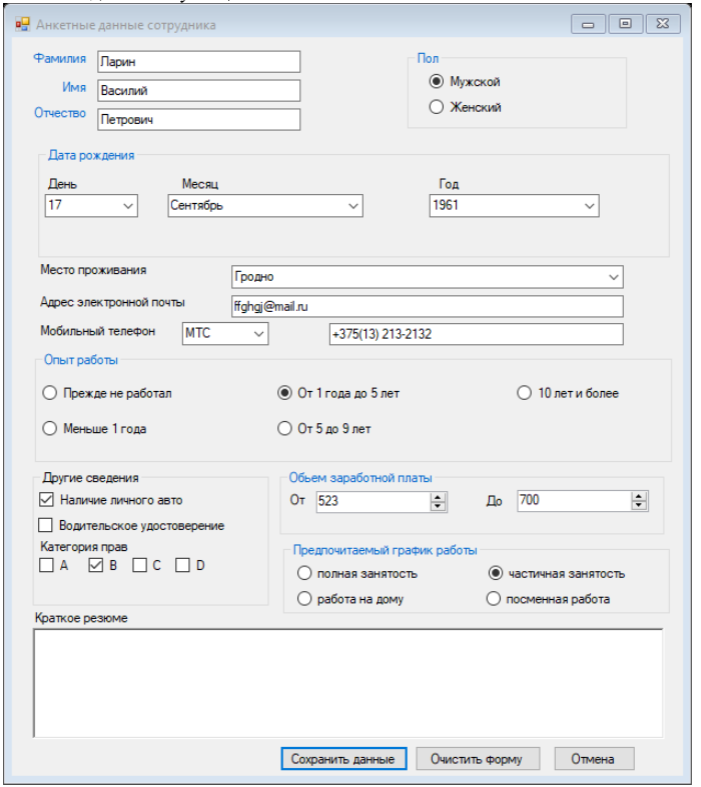 Анкетные данные сотрудника
Фамилия Ларин
Имя Василий
Отчество Петрович
Пол
Мужской
Женский
Дата рождения
День Месяц Год
17 Сентябрь 1961
Место проживания Гродно
Адрес электронной почты ffghgj@mail.ru
Мобильный телефон МТС +375(13) 213-2132
Опыт работы
Прежде не работал От 1 года до 5 лет 10 лет и более
Меньше 1 года От 5 до 9 лет
Другие сведения
Наличие личного авто
Водительское удостоверение
Категория прав
A B C D
Обьем заработной платы
От 523 До 700
Предпочитаемый график работы
полная занятость частичная занятость
работа на дому посменная работа
Краткое резюме
Сохранить данные Очистить форму Отмена